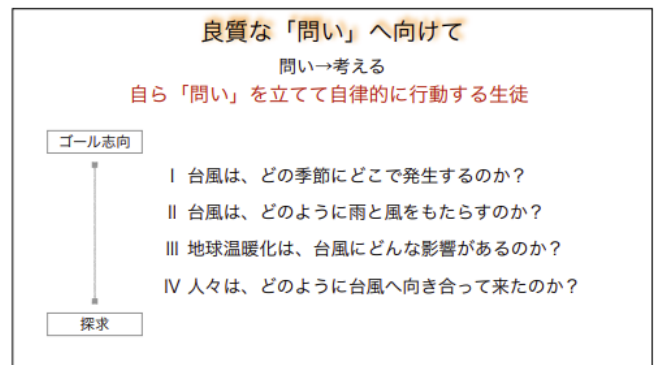 良質な「問い」へ向けて
問い→考える
自ら「問い」を立てて自律的に行動する生徒
ゴール志向
Ⅰ 台風は、どの季節にどこで発生するのか？
Ⅱ 台風は、どのように雨と風をもたらすのか？
Ⅲ 地球温暖化は、台風にどんな影響があるのか？
Ⅳ 人々は、どのように台風へ向き合って来たのか？
探求